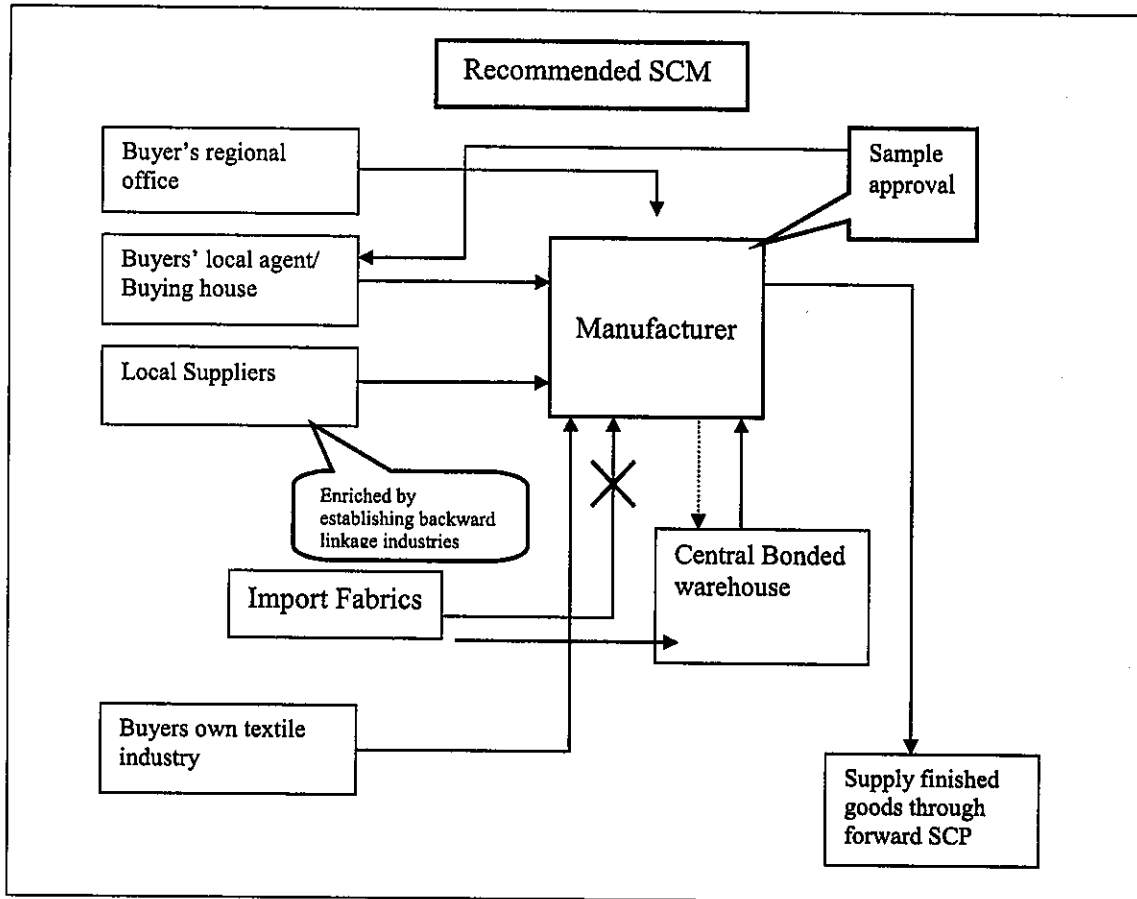 Recommended SCM
Buyer's regional
office
Sample
approval
Buyers' local agent/
Buying house
Manufacturer
Local Suppliers
Enriched by
establishing backward
linkage industries
Central Bonded
warehouse
Import Fabrics
Buyers own textile
industry
Supply finished
goods through
forward SCP